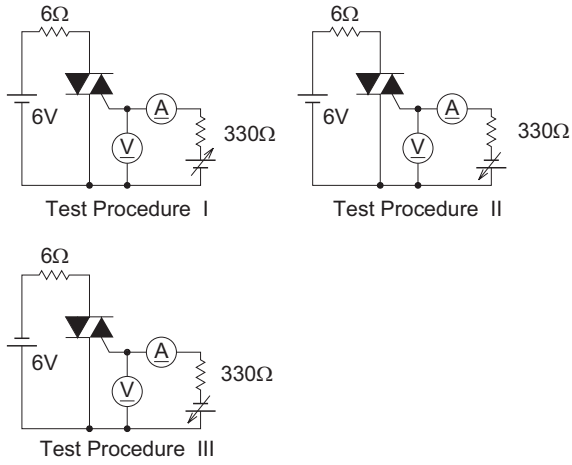 6Ω
6V
A
V
330Ω
Test Procedure I
6Ω
6V
A
V
330Ω
Test Procedure II
6Ω
6V
A
V
330Ω
Test Procedure III